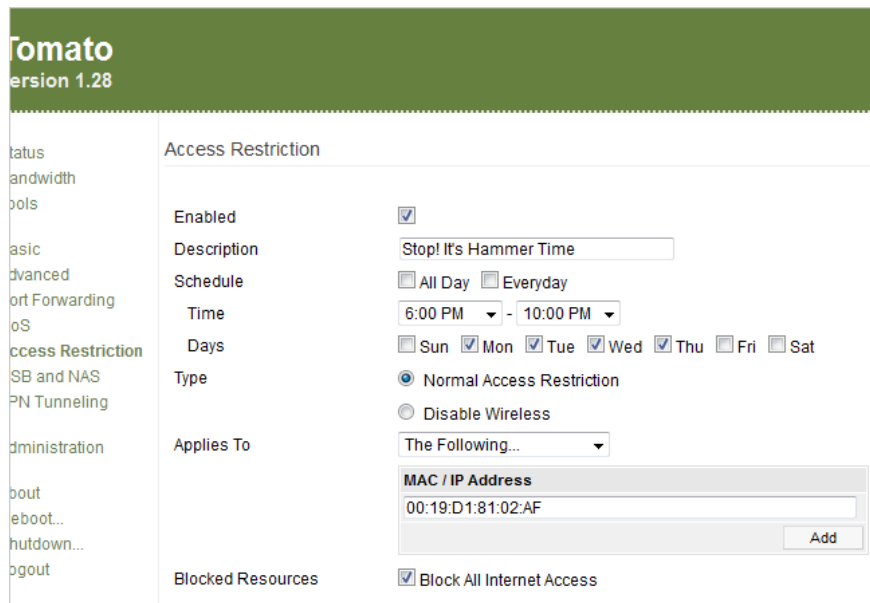 Tomato
ersion 1.28
tatus
andwidth
ools
asic
dvanced
ort Forwarding
oS
ccess Restriction
SB and NAS
PN Tunneling
dministration
bout
eboot...
hutdown...
ogout
Access Restriction
Enabled
Description Stop! It's Hammer Time
Schedule All Day Everyday
Time 6:00 PM - 10:00 PM
Days Sun Mon Tue Wed Thu Fri Sat
Type Normal Access Restriction
Disable Wireless
Applies To The Following...
MAC / IP Address
00:19:D1:81:02:AF
Add
Blocked Resources Block All Internet Access